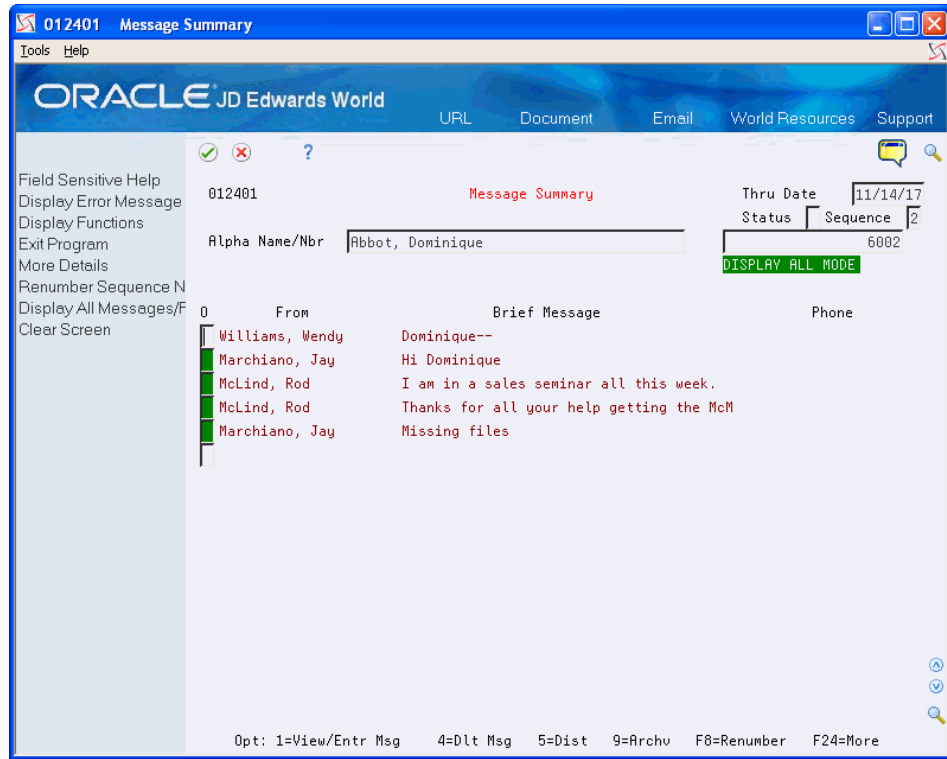 012401 Message Summary
Tools Help
ORACLE JD Edwards World
URL Document Email World Resources Support
?
Field Sensitive Help
Display Error Message
Display Functions
Exit Program
More Details
Renumber Sequence N
Display All Messages/F
Clear Screen
012401 Message Summary Thru Date 11/14/17
Status Sequence 2
Alpha Name/Nbr Abbot, Dominique 6002
DISPLAY ALL MODE
O From Brief Message Phone
Williams, Wendy Dominique--
Marchiano, Jay Hi Dominique
McLind, Rod I am in a sales seminar all this week.
McLind, Rod Thanks for all your help getting the McM
Marchiano, Jay Missing files
Opt: 1=View/Entr Msg 4=Dlt Msg 5=Dist 9=Archv F8=Renumber F24=More